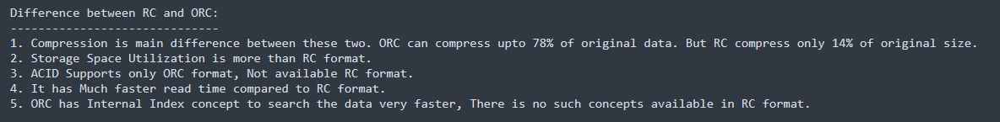 Difference between RC and ORC:
------------------------------
1. Compression is main difference between these two. ORC can compress upto 78% of original data. But RC compress only 14% of original size.
2. Storage Space Utilization is more than RC format.
3. ACID Supports only ORC format, Not available RC format.
4. It has Much faster read time compared to RC format.
5. ORC has Internal Index concept to search the data very faster, There is no such concepts available in RC format.